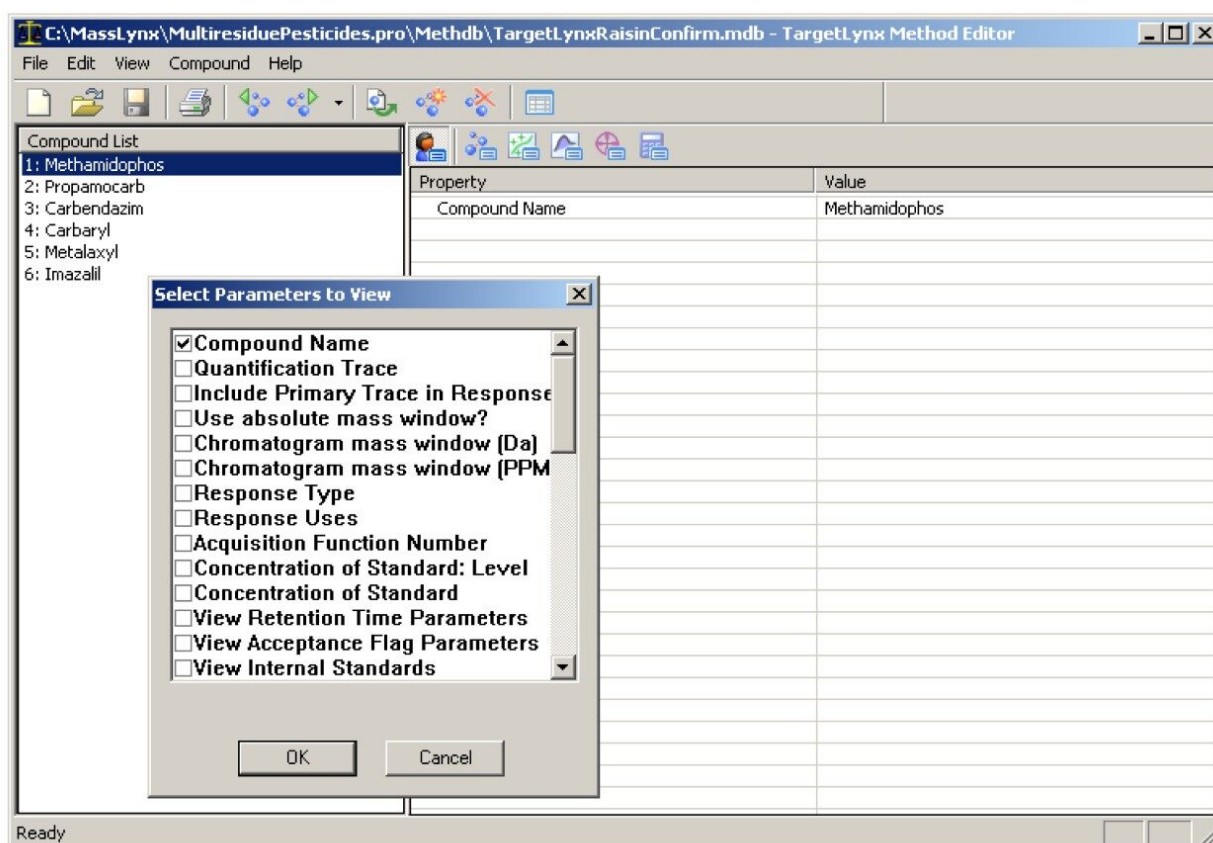 C:\MassLynx\MultiresiduePesticides.pro\Methdb\TargetLynxRaisinConfirm.mdb - TargetLynx Method Editor
File Edit View Compound Help
Compound List
1: Methamidophos
2: Propamocarb
3: Carbendazim
4: Carbaryl
5: Metalaxyl
6: Imazalil
Property Value
Compound Name Methamidophos
Select Parameters to View
Compound Name
Quantification Trace
Include Primary Trace in Response
Use absolute mass window?
Chromatogram mass window (Da)
Chromatogram mass window (PPM
Response Type
Response Uses
Acquisition Function Number
Concentration of Standard: Level
Concentration of Standard
View Retention Time Parameters
View Acceptance Flag Parameters
View Internal Standards
OK Cancel
Ready